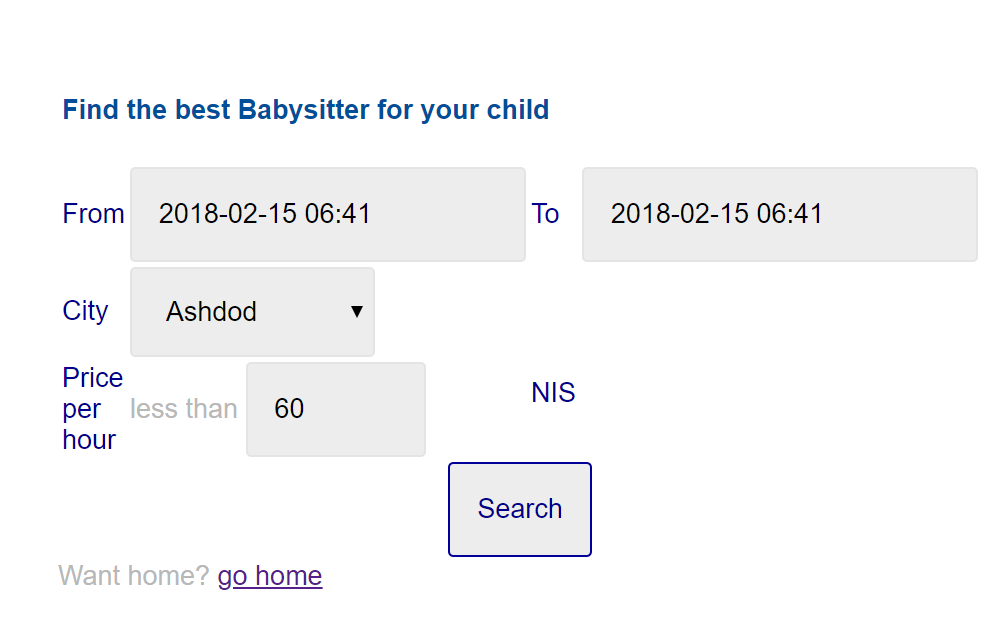 Find the best Babysitter for your child
From 2018-02-15 06:41 To 2018-02-15 06:41
City Ashdod
Price per hour less than 60 NIS
Search
Want home? go home